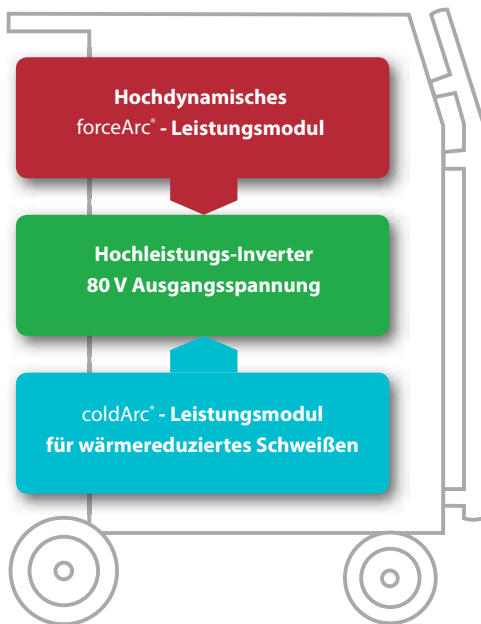 Hochdynamisches
forceArc® - Leistungsmodul
Hochleistungs-Inverter
80 V Ausgangsspannung
coldArc® - Leistungsmodul
für wärmereduziertes Schweißen